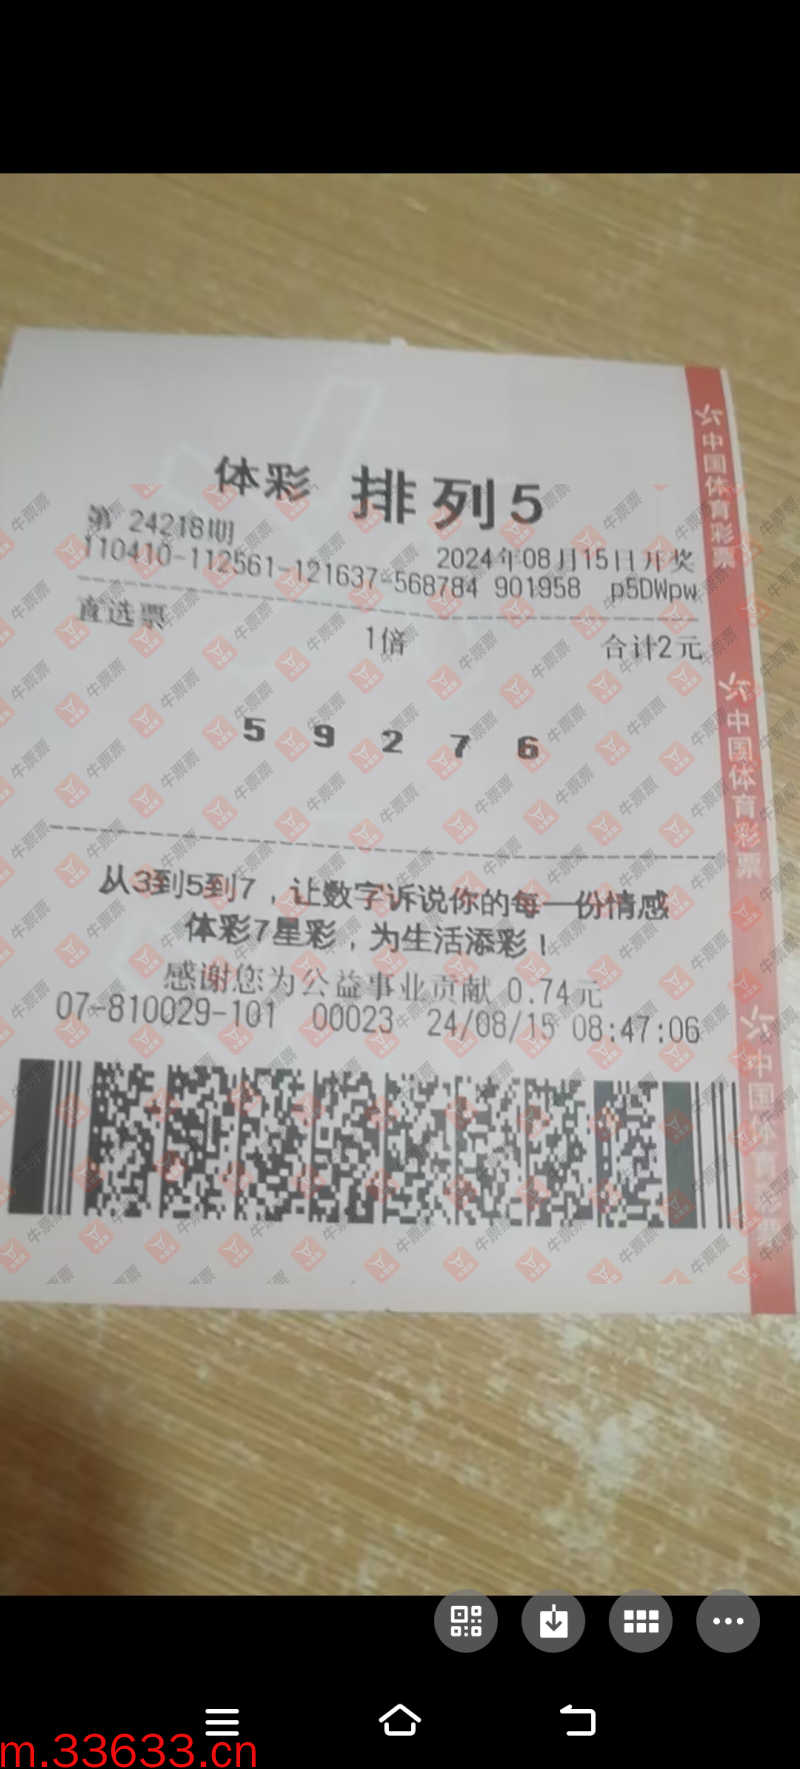 体彩 排列5
第 24218期
2024年08月15日开奖
110410-112561-121637-568784 901958 p5DWpw
直选票 1倍 合计2元
5 9 2 7 6
从3到5到7，让数字诉说你的每一份情感
体彩7星彩，为生活添彩！
感谢您为公益事业贡献 0.74元
07-810029-101 00023 24/08/15 08:47:06
中国体育彩票
中国体育彩票
中国体育彩票
牛票票
m.33633.cn